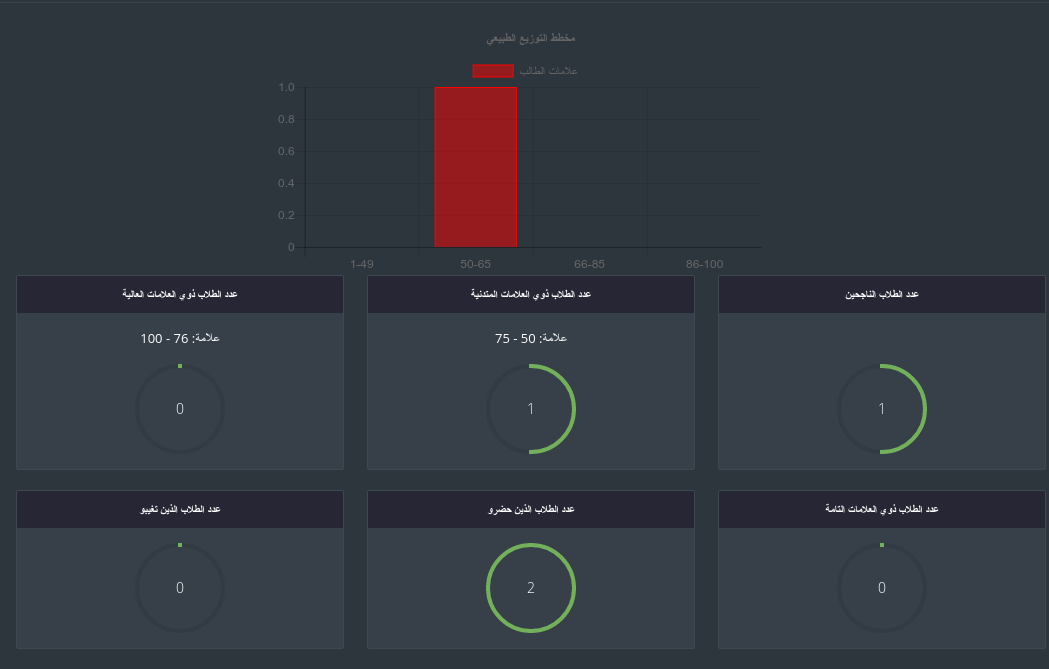 مخطط التوزيع الطبيعي
علامات الطالب
1.0
0.8
0.6
0.4
0.2
0
1-49 50-65 66-85 86-100
عدد الطلاب الناجحين
1
عدد الطلاب ذوي العلامات المتدنية
علامة: 50 - 75
1
عدد الطلاب ذوي العلامات العالية
علامة: 76 - 100
0
عدد الطلاب ذوي العلامات التامة
0
عدد الطلاب الذين حضرو
2
عدد الطلاب الذين تغيبو
0